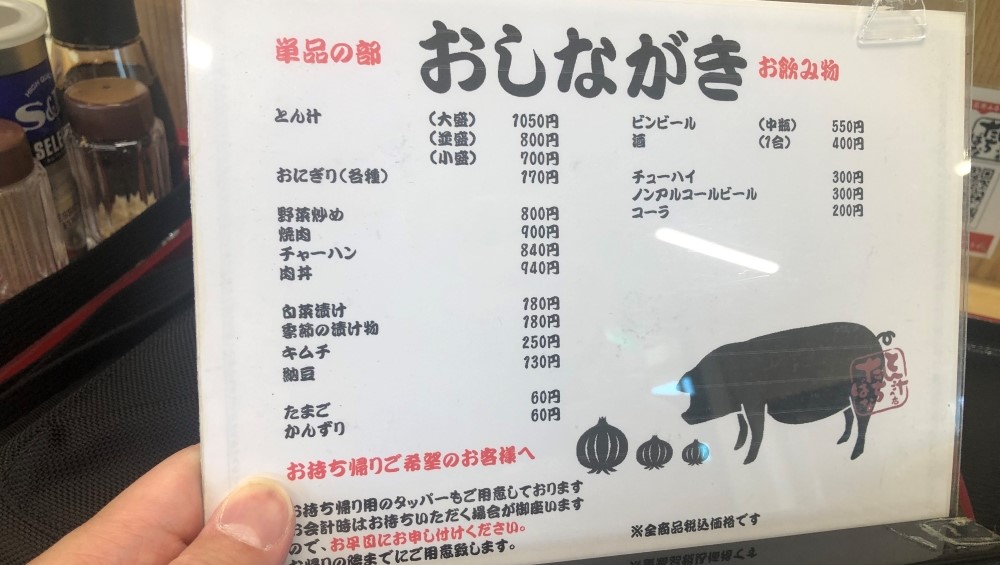 おしながき
単品の部
とん汁 (大盛) 1050円
(並盛) 800円
(小盛) 700円
おにぎり(各種) 170円
野菜炒め 800円
焼肉 900円
チャーハン 840円
肉丼 940円
白菜漬け 180円
季節の漬け物 180円
キムチ 250円
納豆 130円
たまご 60円
かんずり 60円
お飲み物
ビンビール (中瓶) 550円
酒 (1合) 400円
チューハイ 300円
ノンアルコールビール 300円
コーラ 200円
とん汁の店
たちばな
お持ち帰りご希望のお客様へ
お持ち帰り用のタッパーもご用意しております
お会計時はお待ちいただく場合が御座います
ので、お早目にお申し付けください。
お帰りの際までにご用意致します。
※全商品税込価格です
S&B
SELECT